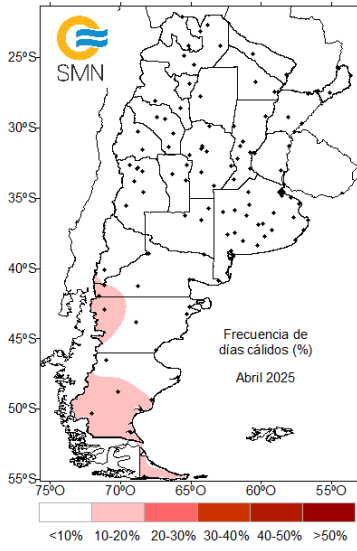 SMN
25°S
30°S
35°S
40°S
45°S
50°S
55°S
Frecuencia de
días cálidos (%)
Abril 2025
75°O 70°O 65°O 60°O 55°O
<10% 10-20% 20-30% 30-40% 40-50% >50%